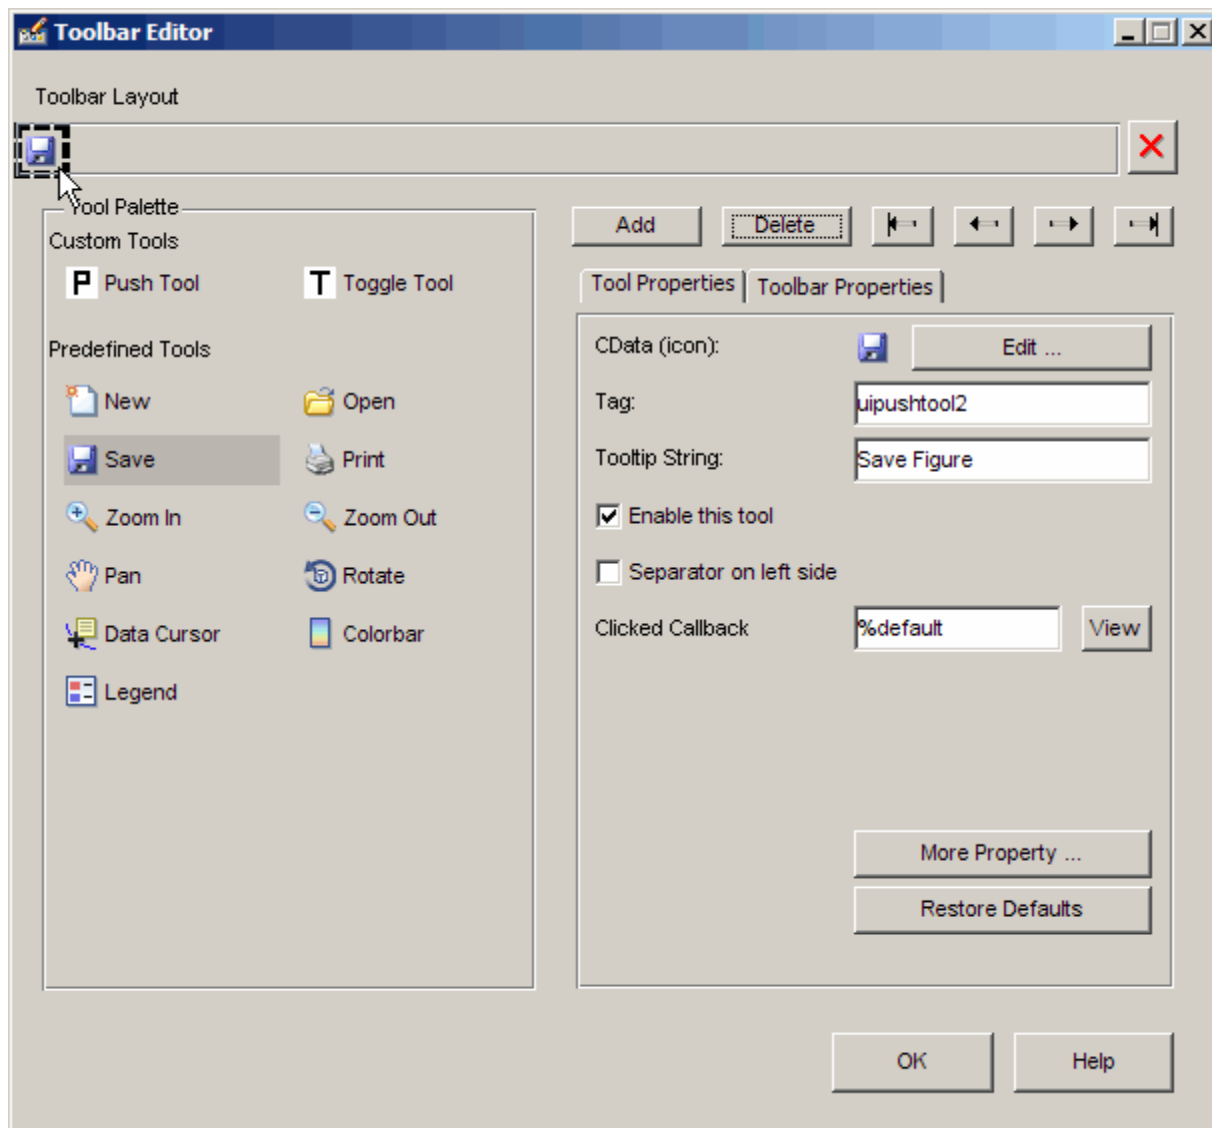 Toolbar Editor
Toolbar Layout
Tool Palette
Add Delete
Custom Tools
P Push Tool T Toggle Tool
Tool Properties Toolbar Properties
Predefined Tools
CData (icon): Edit ...
New Open
Tag: uipushtool2
Save Print
Tooltip String: Save Figure
Zoom In Zoom Out
Enable this tool
Pan Rotate
Separator on left side
Data Cursor Colorbar
Clicked Callback %default View
Legend
More Property ...
Restore Defaults
OK Help